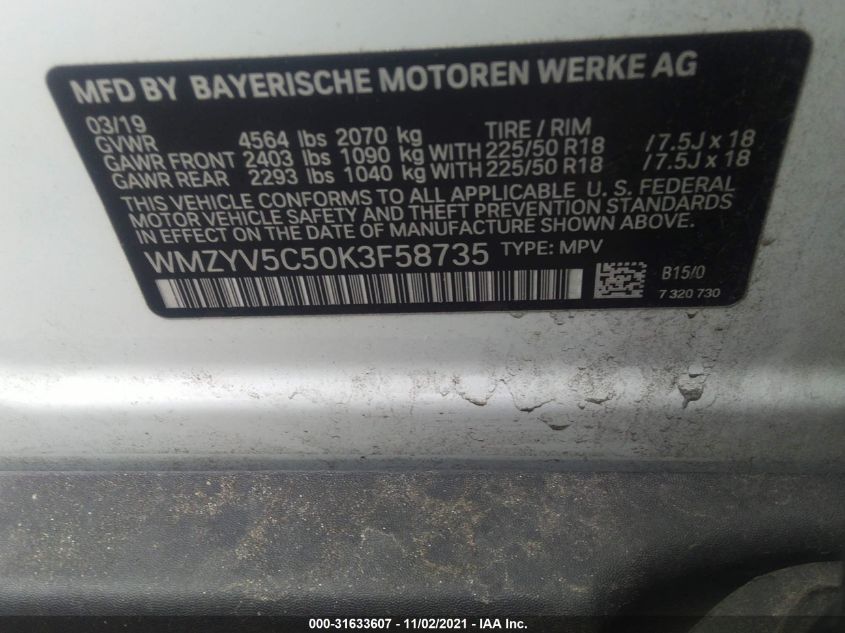 MFD BY BAYERISCHE MOTOREN WERKE AG
03/19
GVWR 4564 lbs 2070 kg TIRE / RIM
GAWR FRONT 2403 lbs 1090 kg WITH 225/50 R18 /7.5J x 18
GAWR REAR 2293 lbs 1040 kg WITH 225/50 R18 /7.5J x 18
THIS VEHICLE CONFORMS TO ALL APPLICABLE U. S. FEDERAL
MOTOR VEHICLE SAFETY AND THEFT PREVENTION STANDARDS
IN EFFECT ON THE DATE OF MANUFACTURE SHOWN ABOVE.
WMZYV5C50K3F58735 TYPE: MPV
B15/0
7 320 730
000-31633607 - 11/02/2021 - IAA Inc.